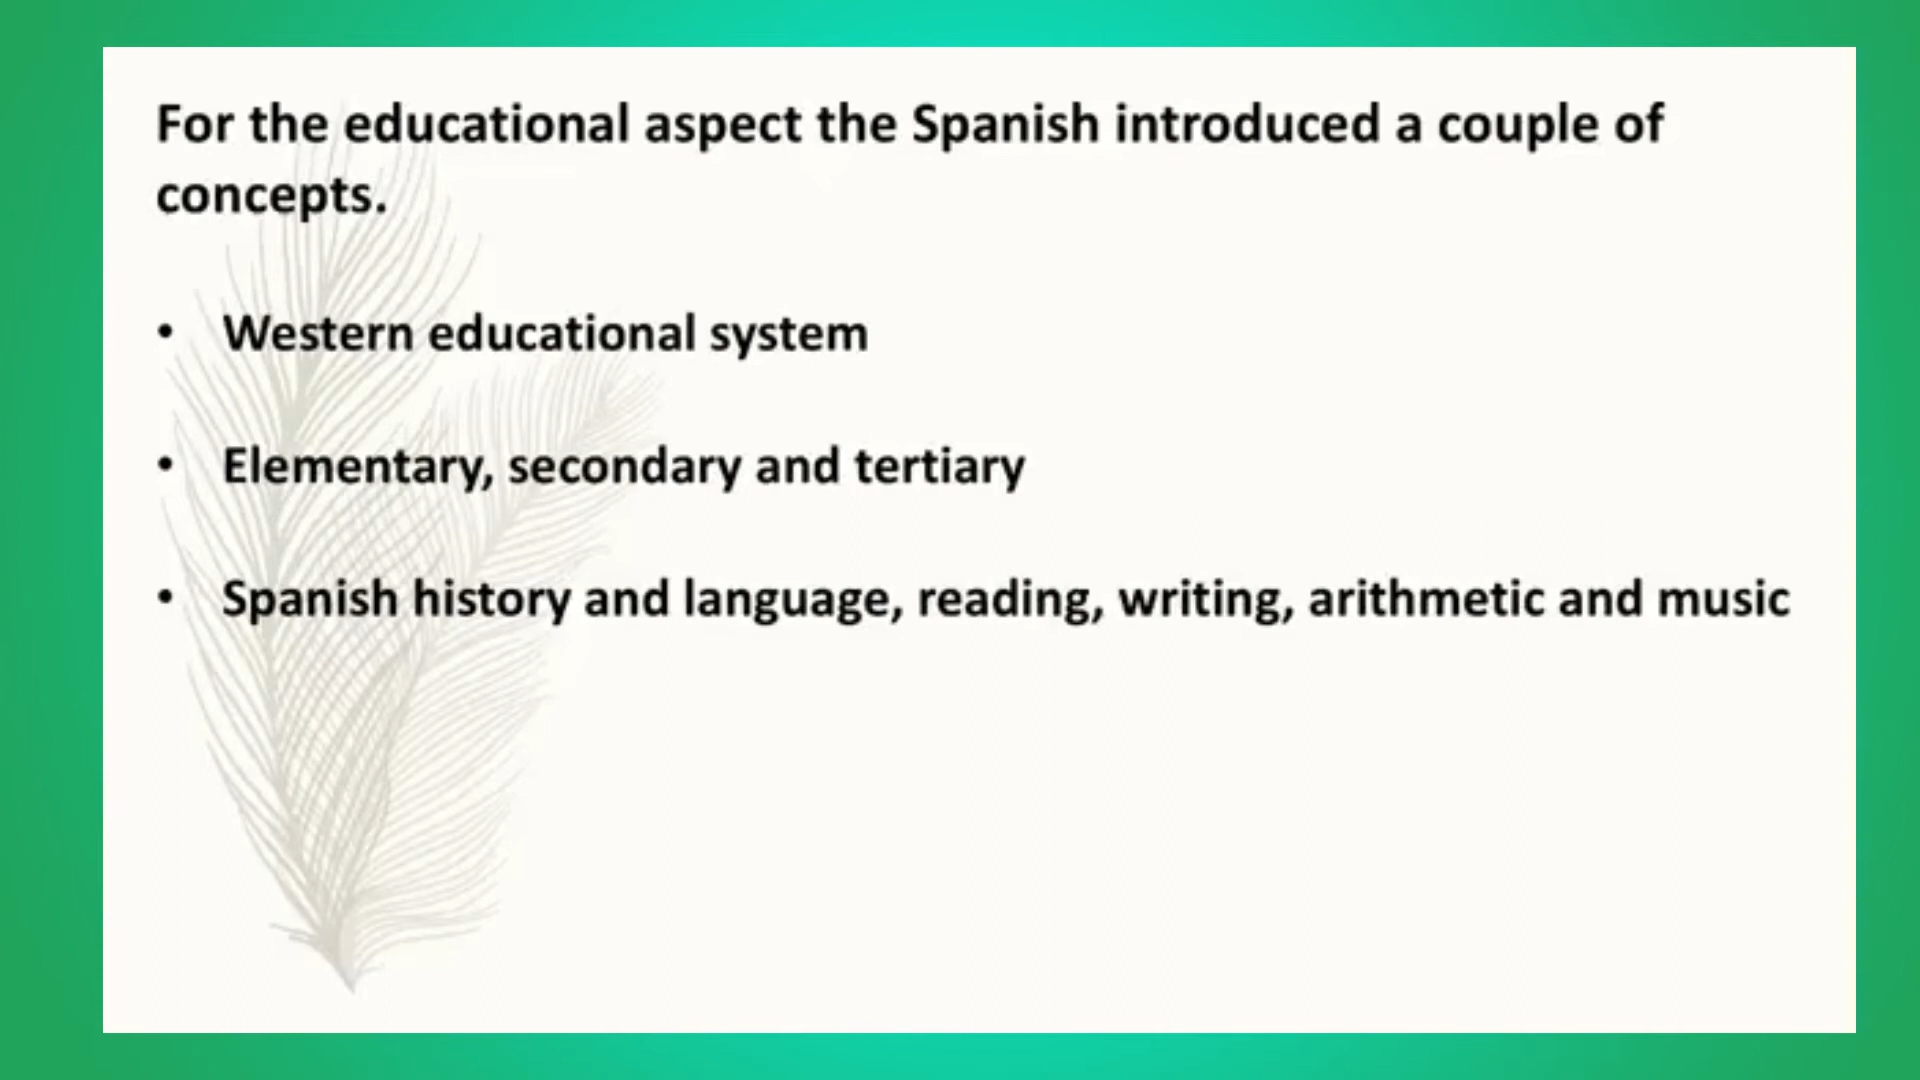 For the educational aspect the Spanish introduced a couple of
concepts.
• Western educational system
• Elementary, secondary and tertiary
• Spanish history and language, reading, writing, arithmetic and music